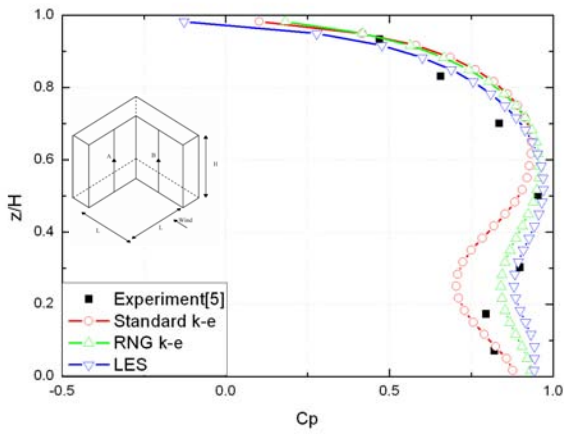 1.0
0.8
0.6
0.4
0.2
0.0
z/H
A
B
H
L
L
Wind
Experiment[5]
Standard k-e
RNG k-e
LES
-0.5
0.0
0.5
1.0
Cp